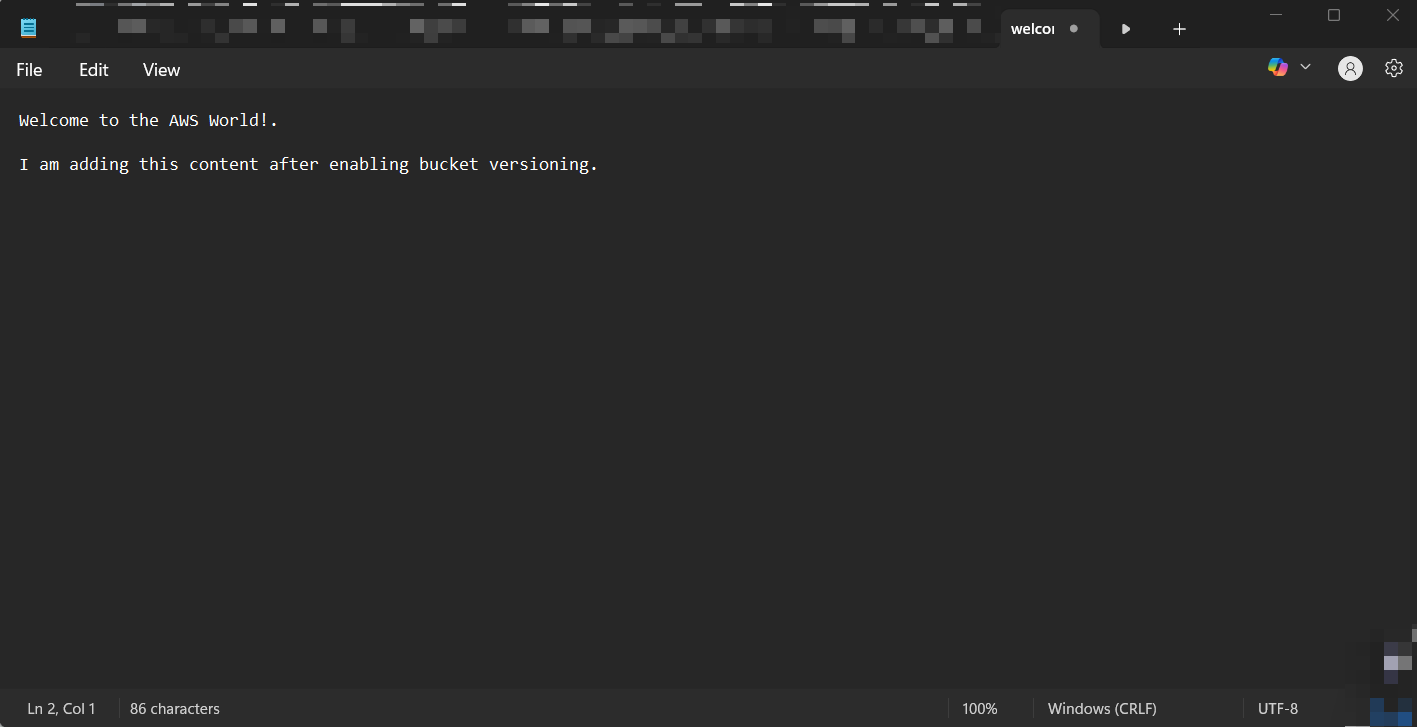 welco
File Edit View
Welcome to the AWS World!.
I am adding this content after enabling bucket versioning.
Ln 2, Col 1 86 characters 100% Windows (CRLF) UTF-8